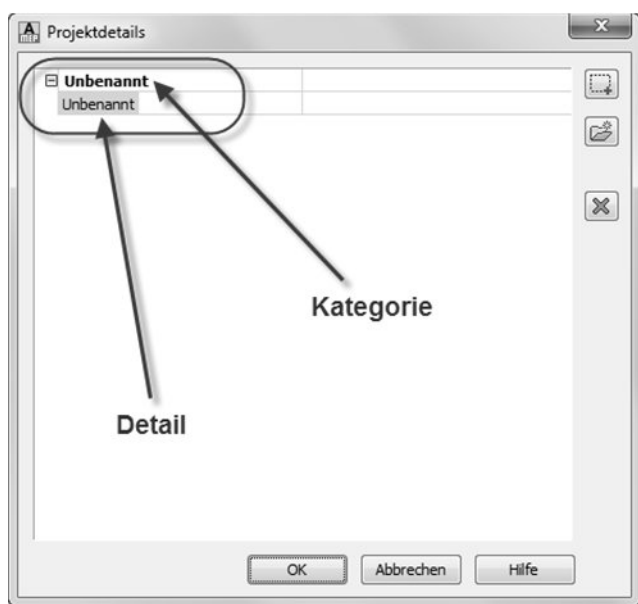 Projektdetails
Unbenannt
Unbenannt
Kategorie
Detail
OK Abbrechen Hilfe